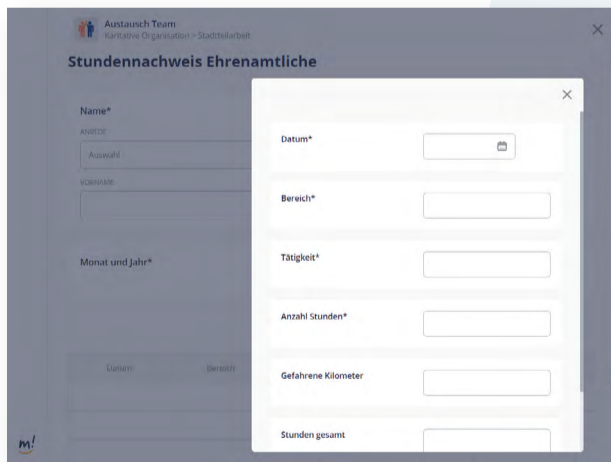 Austausch Team
Karitative Organisation > Stadtteilarbeit
Stundennachweis Ehrenamtliche
Name*
ANREDE
Auswahl
VORNAME
Monat und Jahr*
Datum
Bereich
Datum*
Bereich*
Tätigkeit*
Anzahl Stunden*
Gefahrene Kilometer
Stunden gesamt
m!